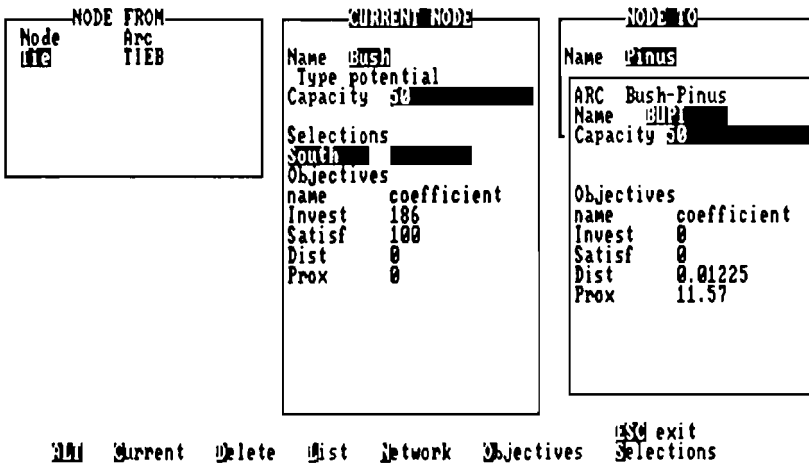 NODE FROM
Node Arc
Tie TIEB
CURRENT NODE
Name Bush
Type potential
Capacity 50
Selections
South
Objectives
name coefficient
Invest 186
Satisf 100
Dist 0
Prox 0
NODE TO
Name Pinus
ARC Bush-Pinus
Name BUPI
Capacity 50
Objectives
name coefficient
Invest 0
Satisf 0
Dist 0.01225
Prox 11.57
ESC exit
ALT Current Delete List Network Objectives Selections